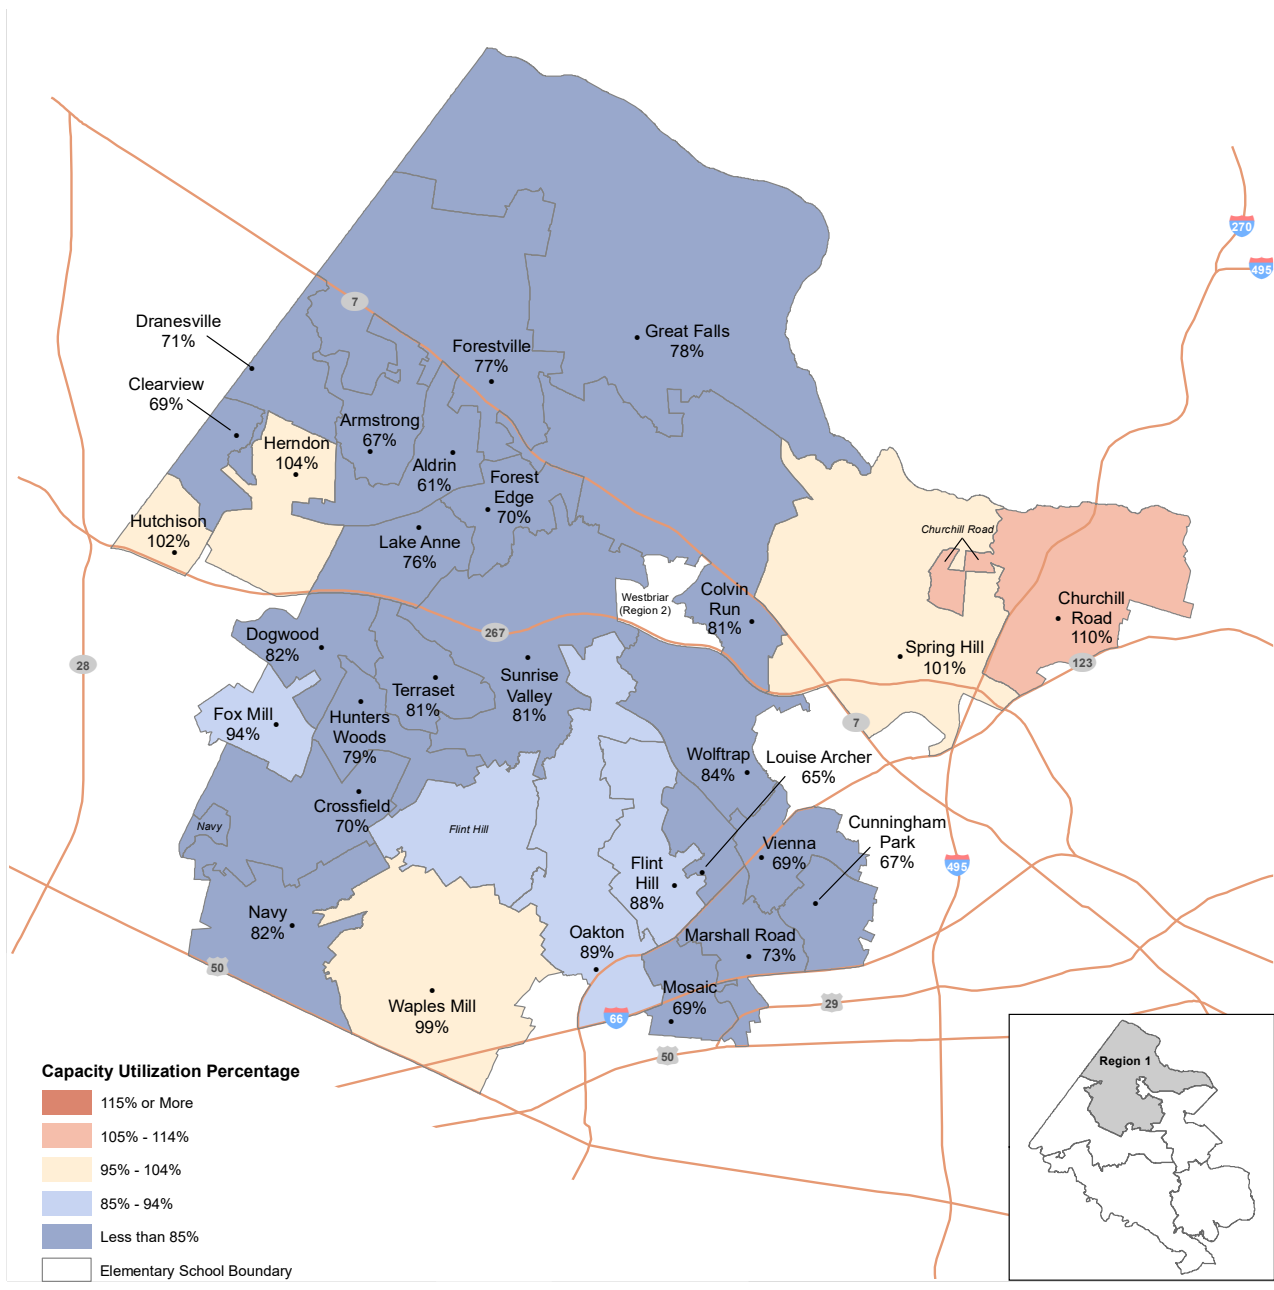 270
495
7
Dranesville
71%
Great Falls
78%
Forestville
77%
Clearview
69%
Armstrong
67%
Herndon
104%
Aldrin
61%
Forest
Edge
70%
Hutchison
102%
Lake Anne
76%
Churchill Road
Westbriar
(Region 2)
Colvin
Run
81%
Churchill
Road
110%
267
Dogwood
82%
28
Spring Hill
101%
123
Sunrise
Valley
81%
Terraset
81%
Fox Mill
94%
Hunters
Woods
79%
7
Wolftrap
84%
Louise Archer
65%
Crossfield
70%
Navy
Flint Hill
Cunningham
Park
67%
Vienna
69%
495
Flint
Hill
88%
Navy
82%
Oakton
89%
Marshall Road
73%
50
Mosaic
69%
Waples Mill
99%
66
29
50
Capacity Utilization Percentage
115% or More
105% - 114%
95% - 104%
85% - 94%
Less than 85%
Elementary School Boundary
Region 1